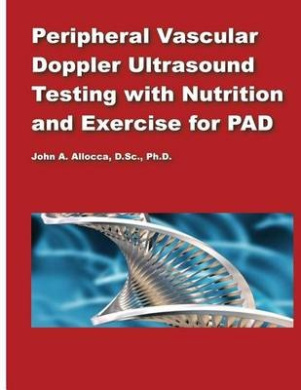 Peripheral Vascular
Doppler Ultrasound
Testing with Nutrition
and Exercise for PAD
John A. Allocca, D.Sc., Ph.D.